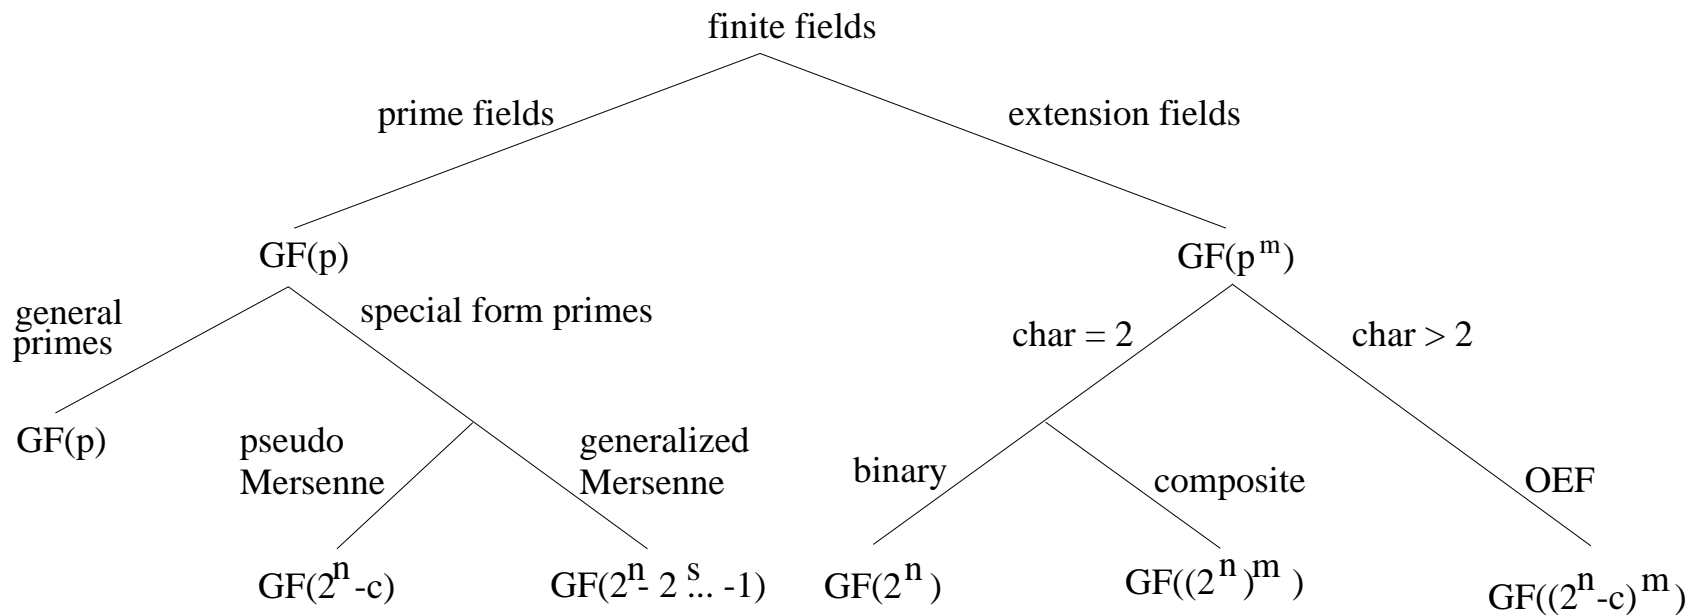 finite fields
prime fields
extension fields
GF(p)
GF(p^m)
general
primes
special form primes
char = 2
char > 2
GF(p)
pseudo
Mersenne
generalized
Mersenne
binary
composite
OEF
GF(2^n-c)
GF(2^n- 2^s... -1)
GF(2^n)
GF((2^n)^m)
GF((2^n-c)^m)